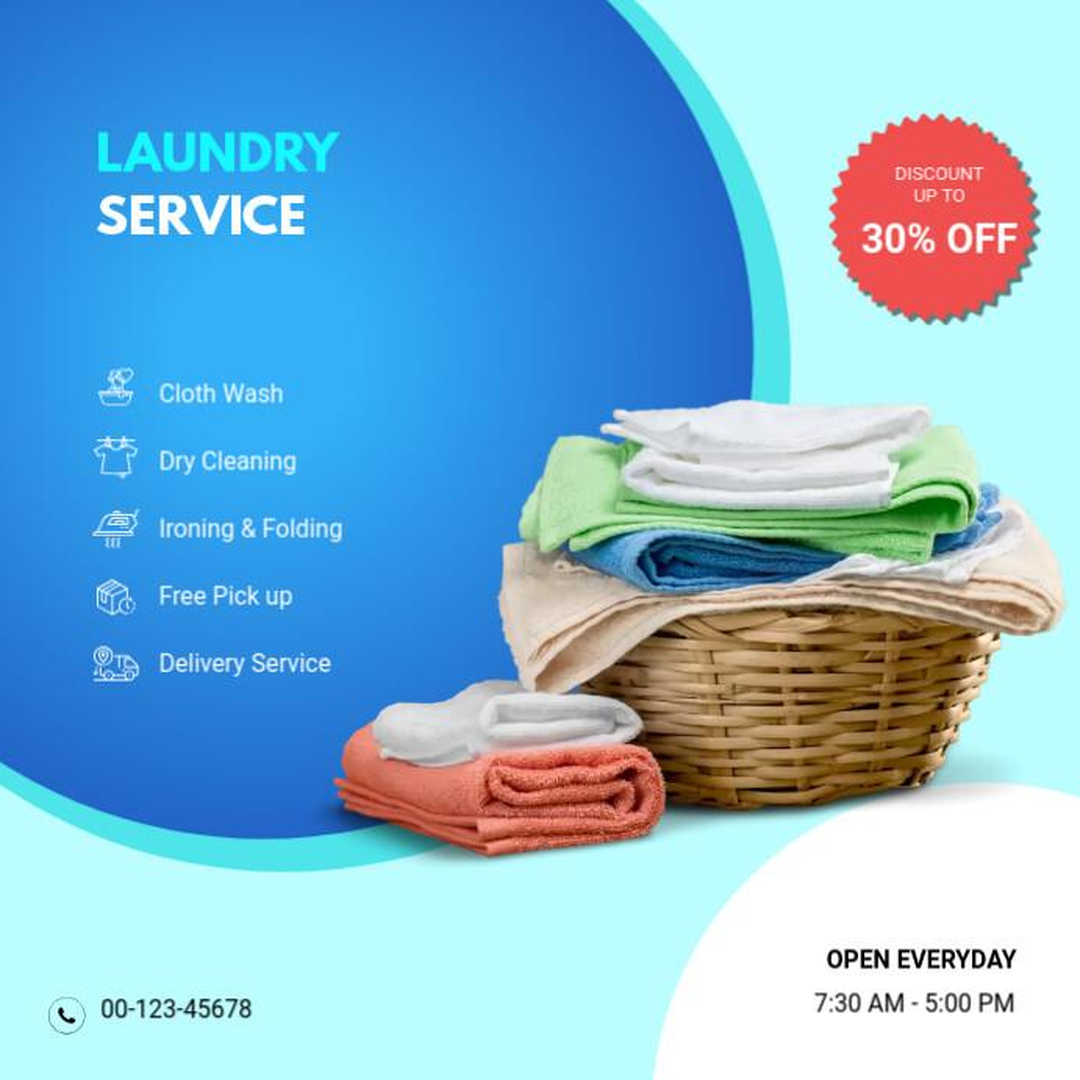 LAUNDRY
SERVICE
DISCOUNT
UP TO
30% OFF
Cloth Wash
Dry Cleaning
Ironing & Folding
Free Pick up
Delivery Service
OPEN EVERYDAY
7:30 AM - 5:00 PM
00-123-45678